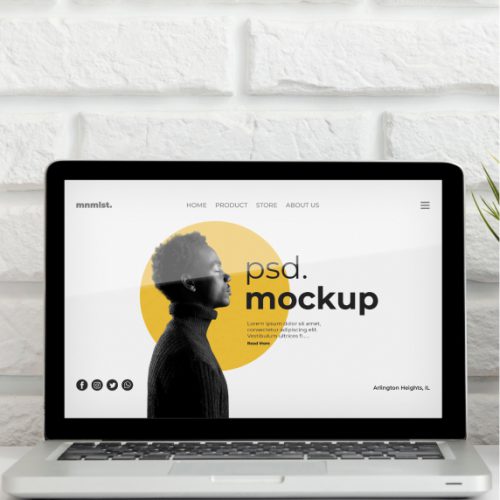 mnmlst.
HOME PRODUCT STORE ABOUT US
psd.
mockup
Lorem ipsum dolor sit amet,
consectetur adipiscing elit.
Vestibulum ultrices fi....
Read More
Arlington Heights, IL